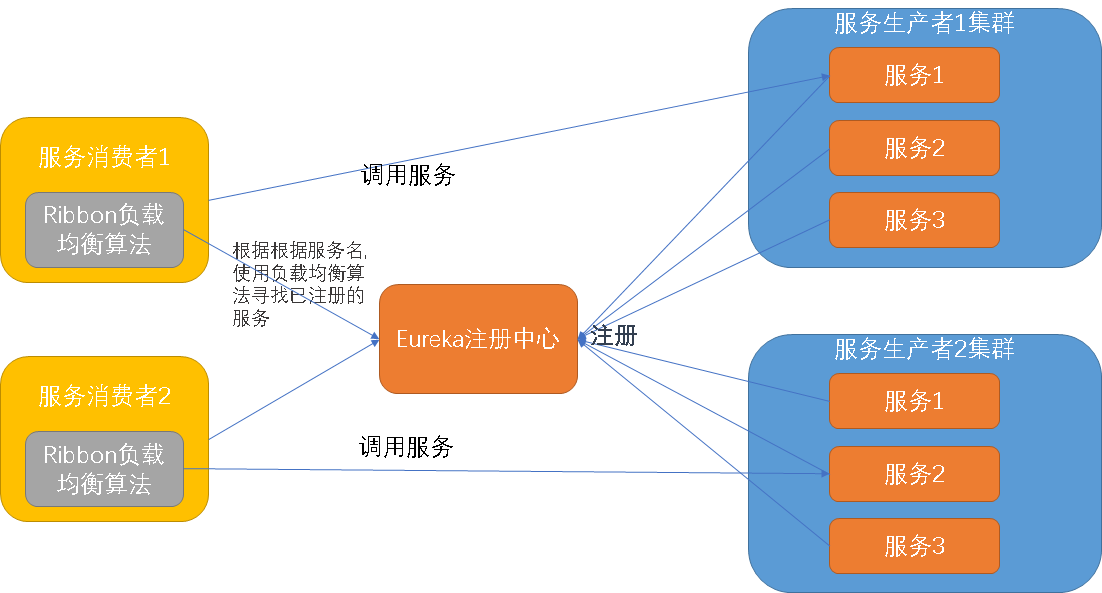 服务生产者1集群
服务1
服务2
服务3
服务消费者1
Ribbon负载
均衡算法
调用服务
根据根据服务名,
使用负载均衡算
法寻找已注册的
服务
Eureka注册中心
注册
服务消费者2
Ribbon负载
均衡算法
调用服务
服务生产者2集群
服务1
服务2
服务3